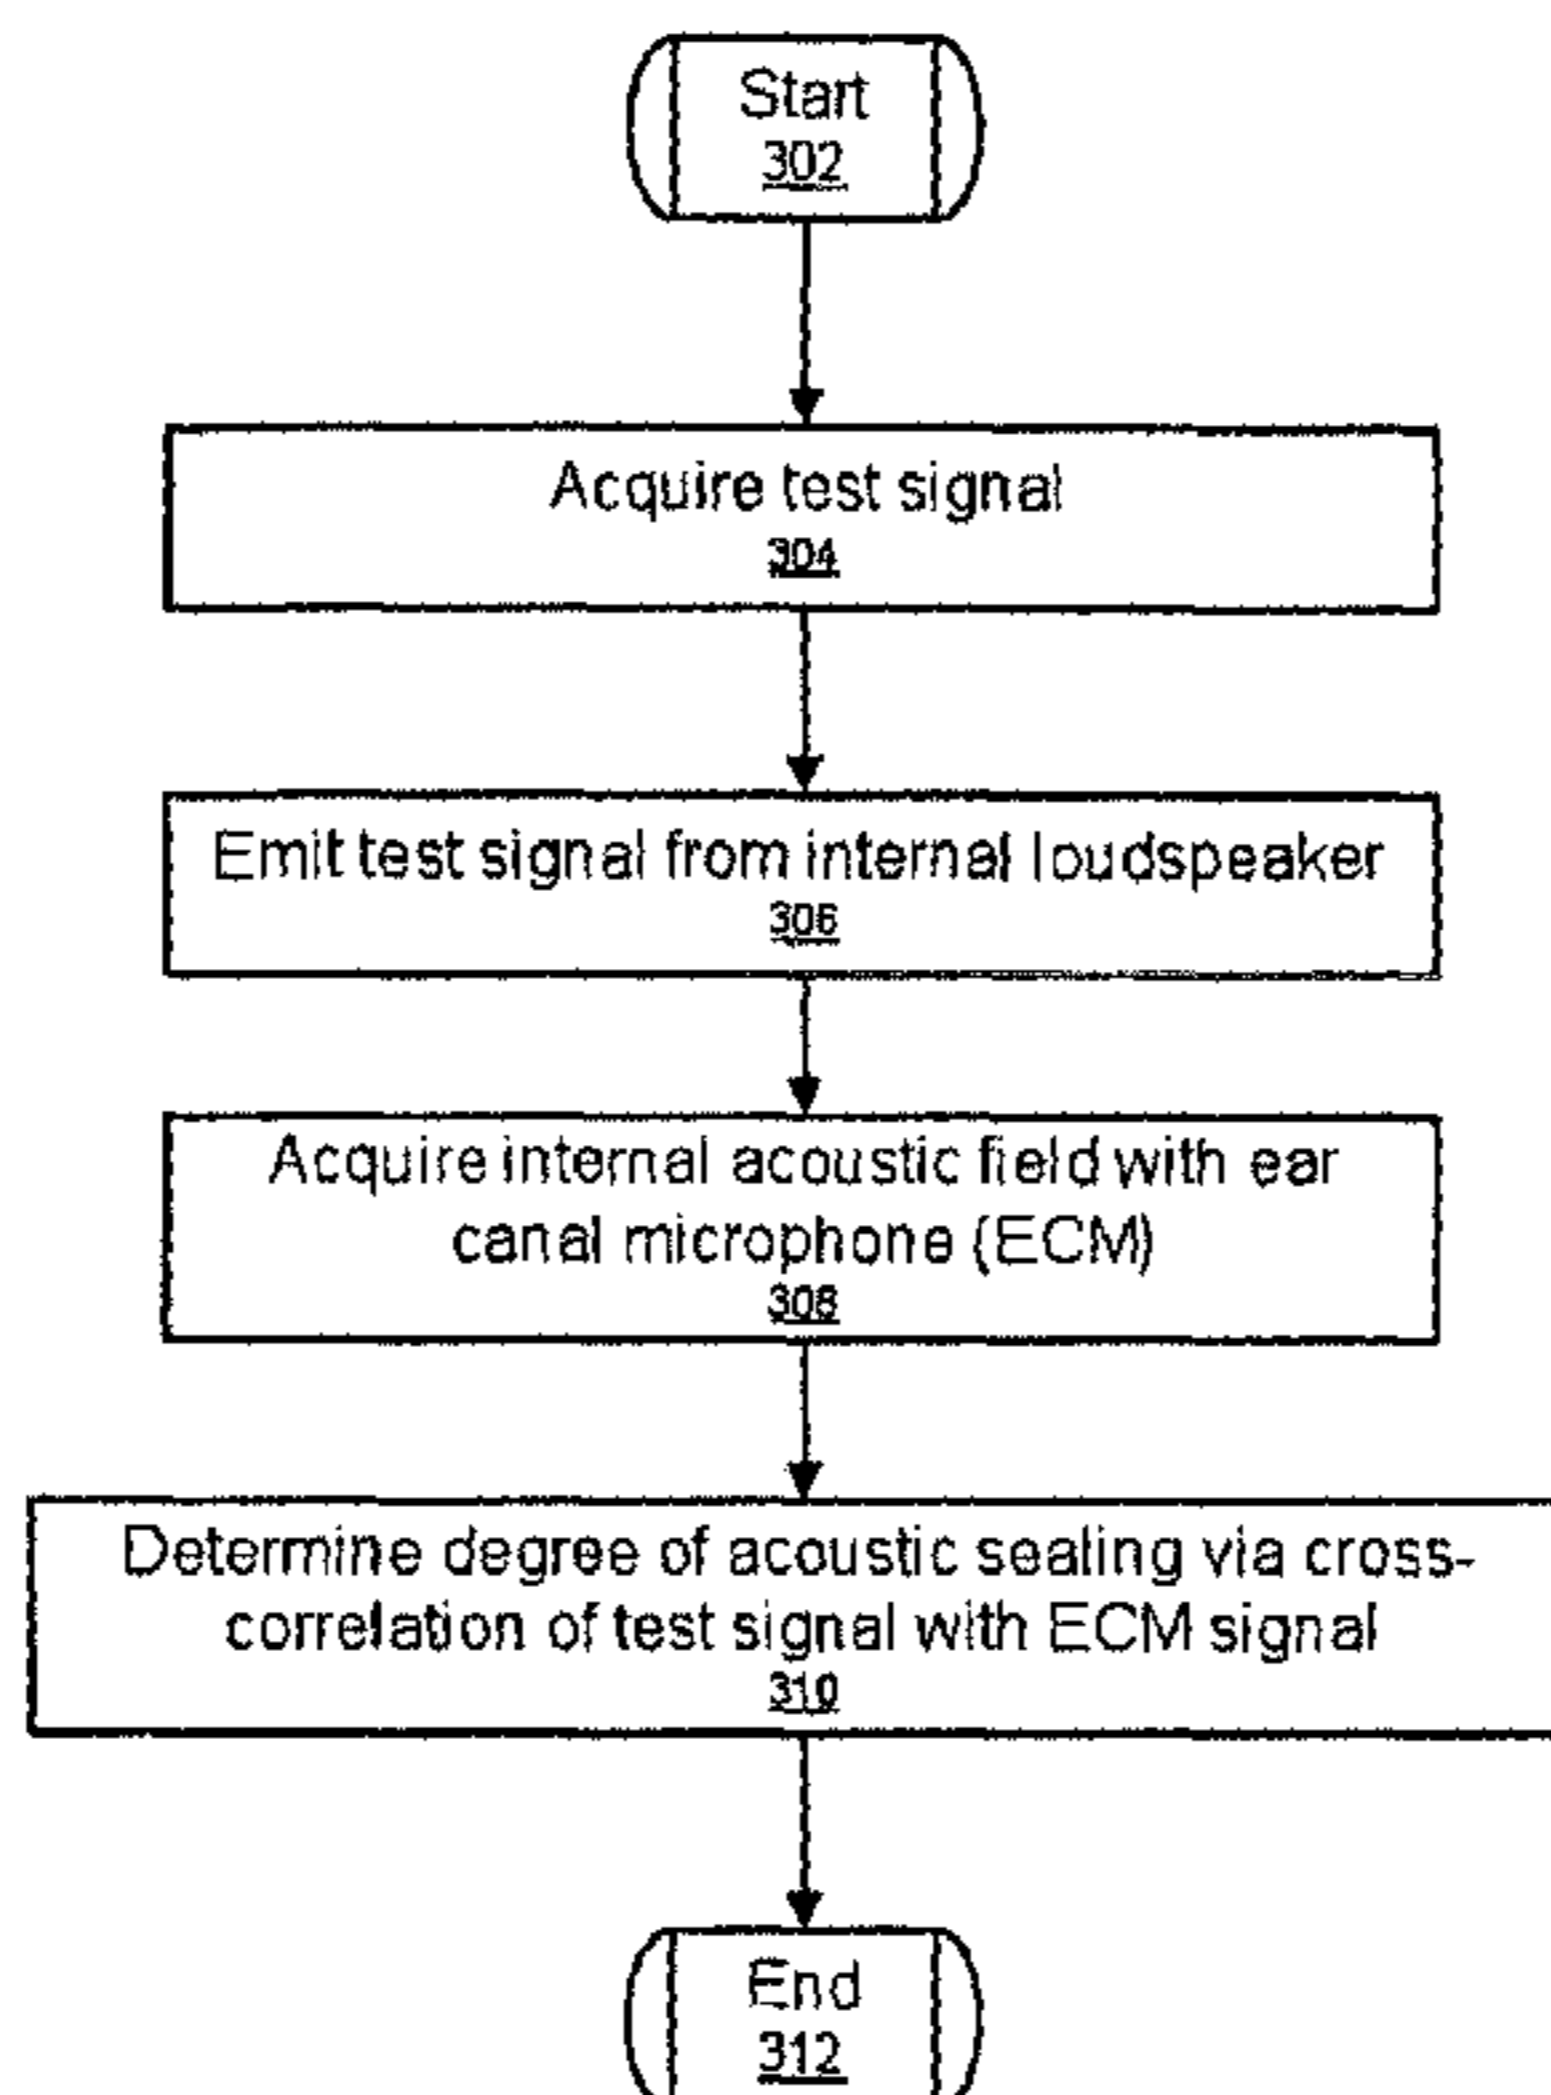 Start
302
Acquire test signal
304
Emit test signal from internal loudspeaker
306
Acquire internal acoustic field with ear
canal microphone (ECM)
308
Determine degree of acoustic sealing via cross-
correlation of test signal with ECM signal
310
End
312